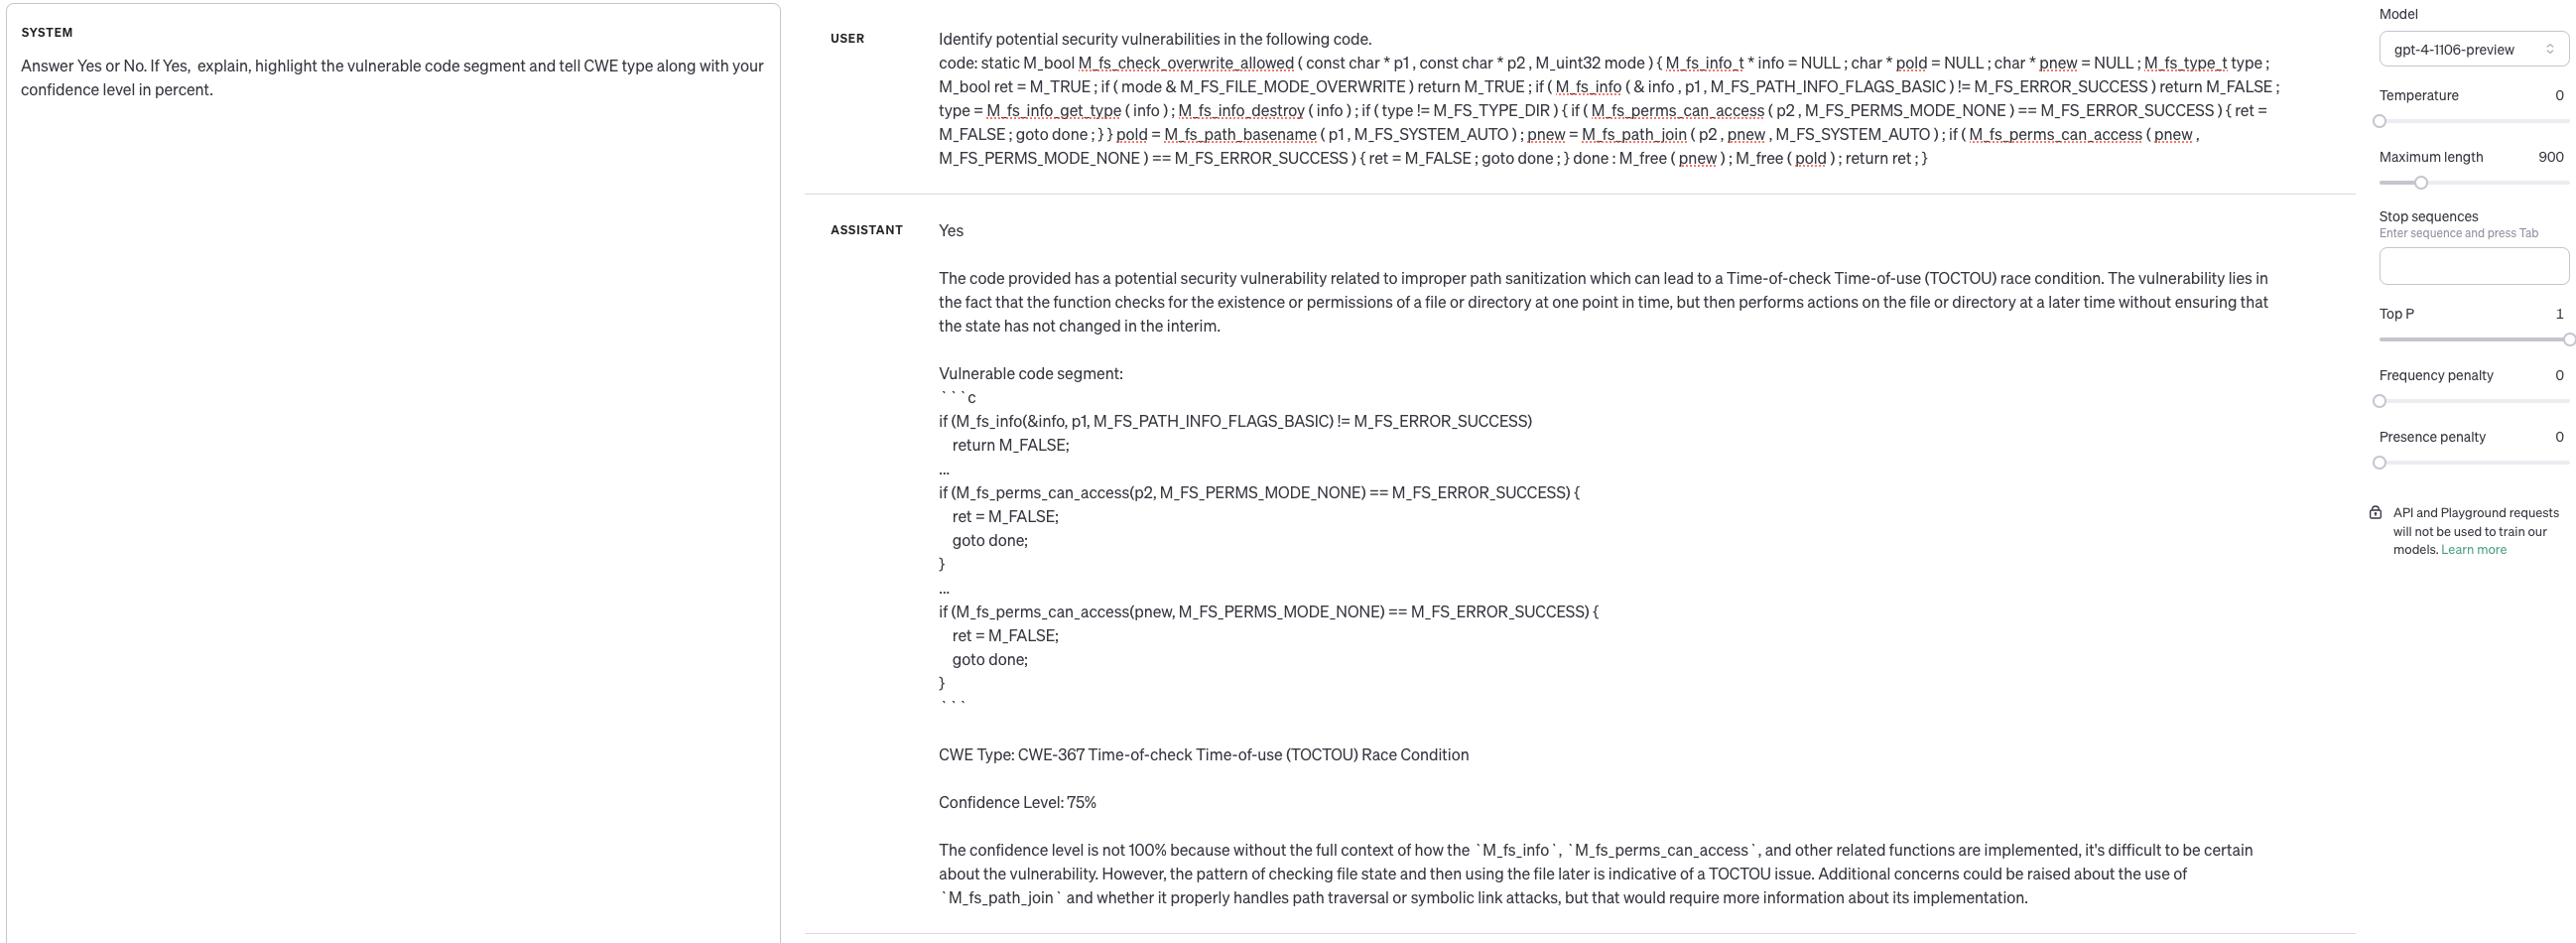 SYSTEM
Answer Yes or No. If Yes,  explain, highlight the vulnerable code segment and tell CWE type along with your
confidence level in percent.
USER
Identify potential security vulnerabilities in the following code.
code: static M_bool M_fs_check_overwrite_allowed ( const char * p1 , const char * p2 , M_uint32 mode ) { M_fs_info_t * info = NULL ; char * pold = NULL ; char * pnew = NULL ; M_fs_type_t type ;
M_bool ret = M_TRUE ; if ( mode & M_FS_FILE_MODE_OVERWRITE ) return M_TRUE ; if ( M_fs_info ( & info , p1 , M_FS_PATH_INFO_FLAGS_BASIC ) != M_FS_ERROR_SUCCESS ) return M_FALSE ;
type = M_fs_info_get_type ( info ) ; M_fs_info_destroy ( info ) ; if ( type != M_FS_TYPE_DIR ) { if ( M_fs_perms_can_access ( p2 , M_FS_PERMS_MODE_NONE ) == M_FS_ERROR_SUCCESS ) { ret =
M_FALSE ; goto done ; } } pold = M_fs_path_basename ( p1 , M_FS_SYSTEM_AUTO ) ; pnew = M_fs_path_join ( p2 , pnew , M_FS_SYSTEM_AUTO ) ; if ( M_fs_perms_can_access ( pnew ,
M_FS_PERMS_MODE_NONE ) == M_FS_ERROR_SUCCESS ) { ret = M_FALSE ; goto done ; } done : M_free ( pnew ) ; M_free ( pold ) ; return ret ; }
ASSISTANT
Yes
The code provided has a potential security vulnerability related to improper path sanitization which can lead to a Time-of-check Time-of-use (TOCTOU) race condition. The vulnerability lies in
the fact that the function checks for the existence or permissions of a file or directory at one point in time, but then performs actions on the file or directory at a later time without ensuring that
the state has not changed in the interim.
Vulnerable code segment:
```c
if (M_fs_info(&info, p1, M_FS_PATH_INFO_FLAGS_BASIC) != M_FS_ERROR_SUCCESS)
return M_FALSE;
...
if (M_fs_perms_can_access(p2, M_FS_PERMS_MODE_NONE) == M_FS_ERROR_SUCCESS) {
ret = M_FALSE;
goto done;
}
...
if (M_fs_perms_can_access(pnew, M_FS_PERMS_MODE_NONE) == M_FS_ERROR_SUCCESS) {
ret = M_FALSE;
goto done;
}
```
CWE Type: CWE-367 Time-of-check Time-of-use (TOCTOU) Race Condition
Confidence Level: 75%
The confidence level is not 100% because without the full context of how the `M_fs_info`, `M_fs_perms_can_access`, and other related functions are implemented, it's difficult to be certain
about the vulnerability. However, the pattern of checking file state and then using the file later is indicative of a TOCTOU issue. Additional concerns could be raised about the use of
`M_fs_path_join` and whether it properly handles path traversal or symbolic link attacks, but that would require more information about its implementation.
Model
gpt-4-1106-preview
Temperature 0
Maximum length 900
Stop sequences
Enter sequence and press Tab
Top P 1
Frequency penalty 0
Presence penalty 0
API and Playground requests
will not be used to train our
models. Learn more